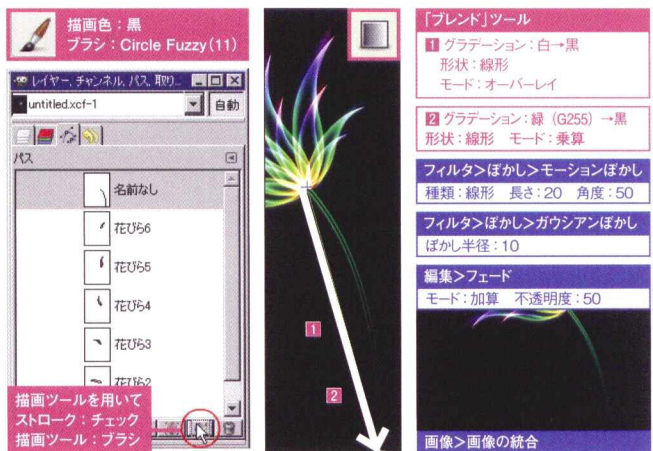 描画色：黒
ブラシ：Circle Fuzzy（11）
レイヤー、チャンネル、パス、取り...
untitled.xcf-1
自動
パス
名前なし
花びら6
花びら5
花びら4
花びら3
花びら2
描画ツールを用いて
ストローク：チェック
描画ツール：ブラシ
1
2
「ブレンド」ツール
1 グラデーション：白→黒
形状：線形
モード：オーバーレイ
2 グラデーション：緑（G255）→黒
形状：線形 モード：乗算
フィルタ>ぼかし>モーションぼかし
種類：線形 長さ：20 角度：50
フィルタ>ぼかし>ガウシアンぼかし
ぼかし半径：10
編集>フェード
モード：加算 不透明度：50
画像>画像の統合